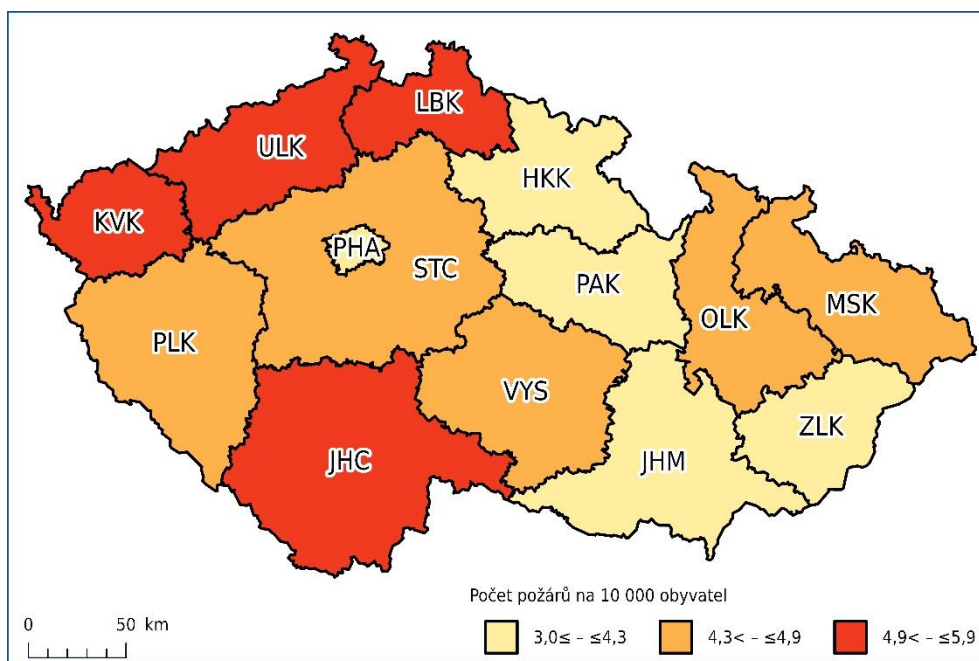 LBK
ULK
HKK
KVK
PHA
STC
PAK
OLK
MSK
PLK
VYS
ZLK
JHC
JHM
Počet požárů na 10 000 obyvatel
0 50 km
3,0≤ – ≤4,3 4,3< – ≤4,9 4,9< – ≤5,9